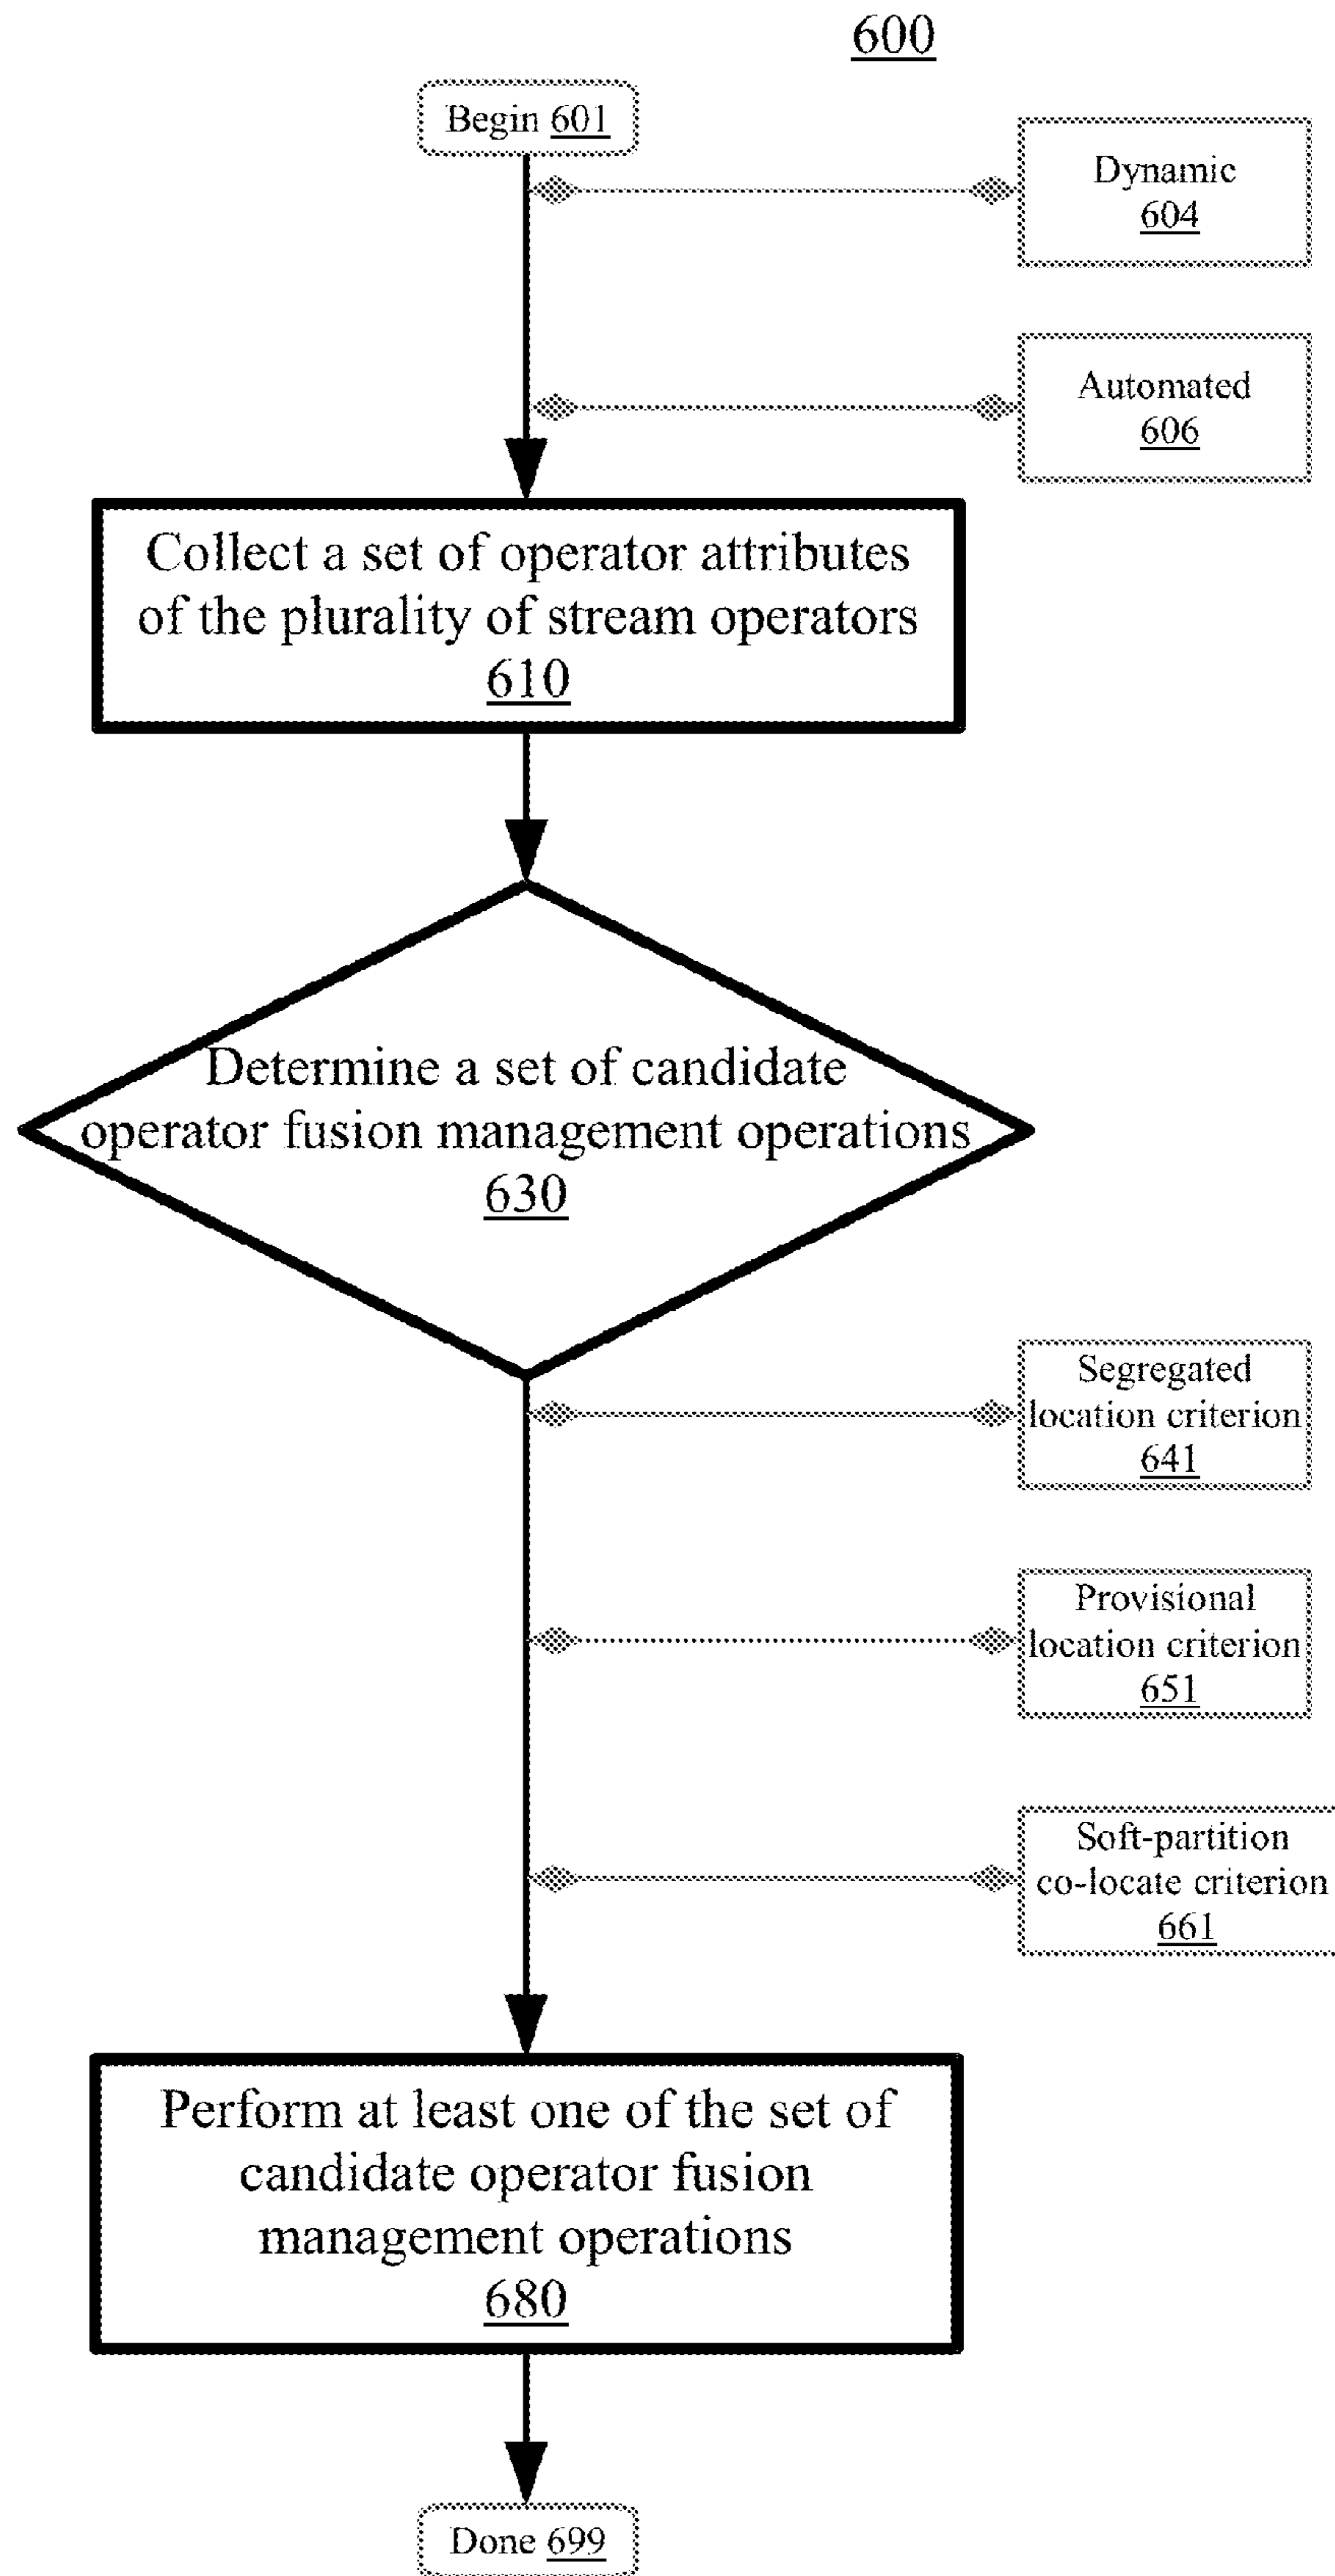 600
Begin 601
Dynamic
604
Automated
606
Collect a set of operator attributes
of the plurality of stream operators
610
Determine a set of candidate
operator fusion management operations
630
Segregated
location criterion
641
Provisional
location criterion
651
Soft-partition
co-locate criterion
661
Perform at least one of the set of
candidate operator fusion
management operations
680
Done 699